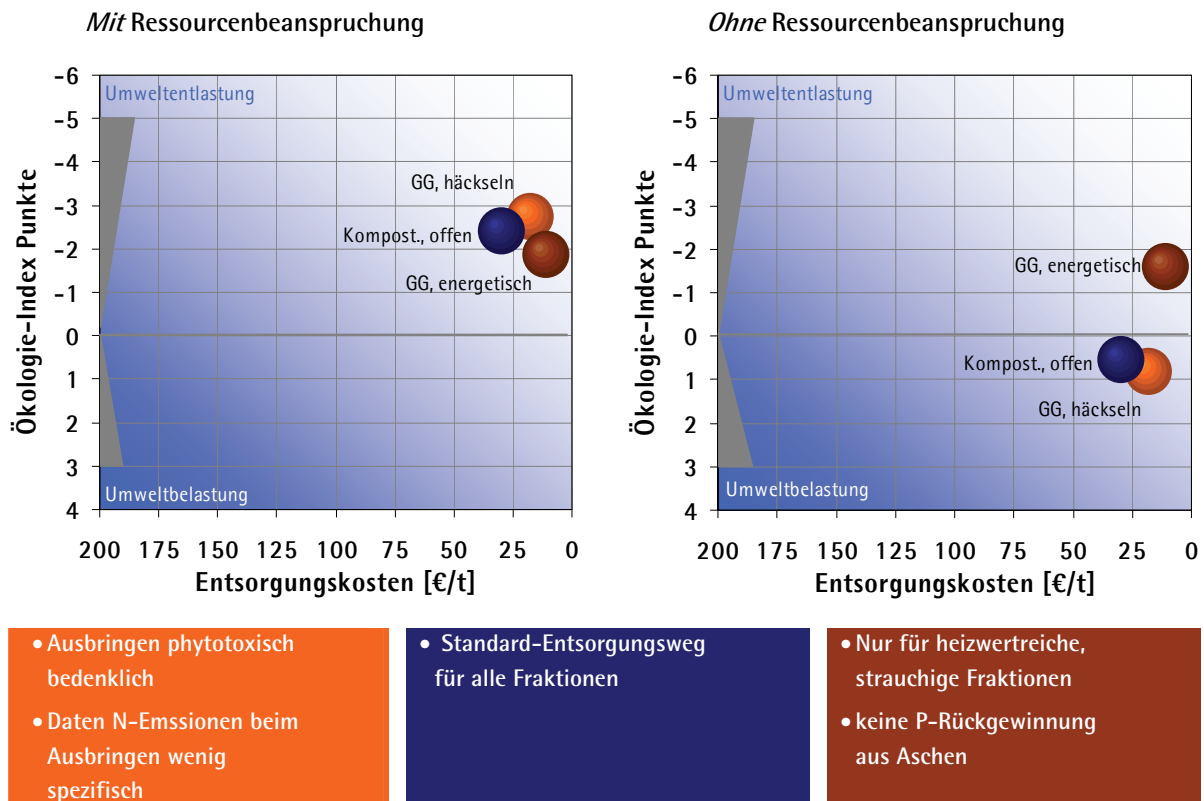 Mit Ressourcenbeanspruchung
Ökologie-Index Punkte
-6
-5
-4
-3
-2
-1
0
1
2
3
4
Umweltentlastung
GG, häckseln
Kompost., offen
GG, energetisch
Umweltbelastung
200 175 150 125 100 75 50 25 0
Entsorgungskosten [€/t]
Ohne Ressourcenbeanspruchung
Ökologie-Index Punkte
-6
-5
-4
-3
-2
-1
0
1
2
3
4
Umweltentlastung
GG, energetisch
Kompost., offen
GG, häckseln
Umweltbelastung
200 175 150 125 100 75 50 25 0
Entsorgungskosten [€/t]
• Ausbringen phytotoxisch
bedenklich
• Daten N-Emssionen beim
Ausbringen wenig
spezifisch
• Standard-Entsorgungsweg
für alle Fraktionen
• Nur für heizwertreiche,
strauchige Fraktionen
• keine P-Rückgewinnung
aus Aschen